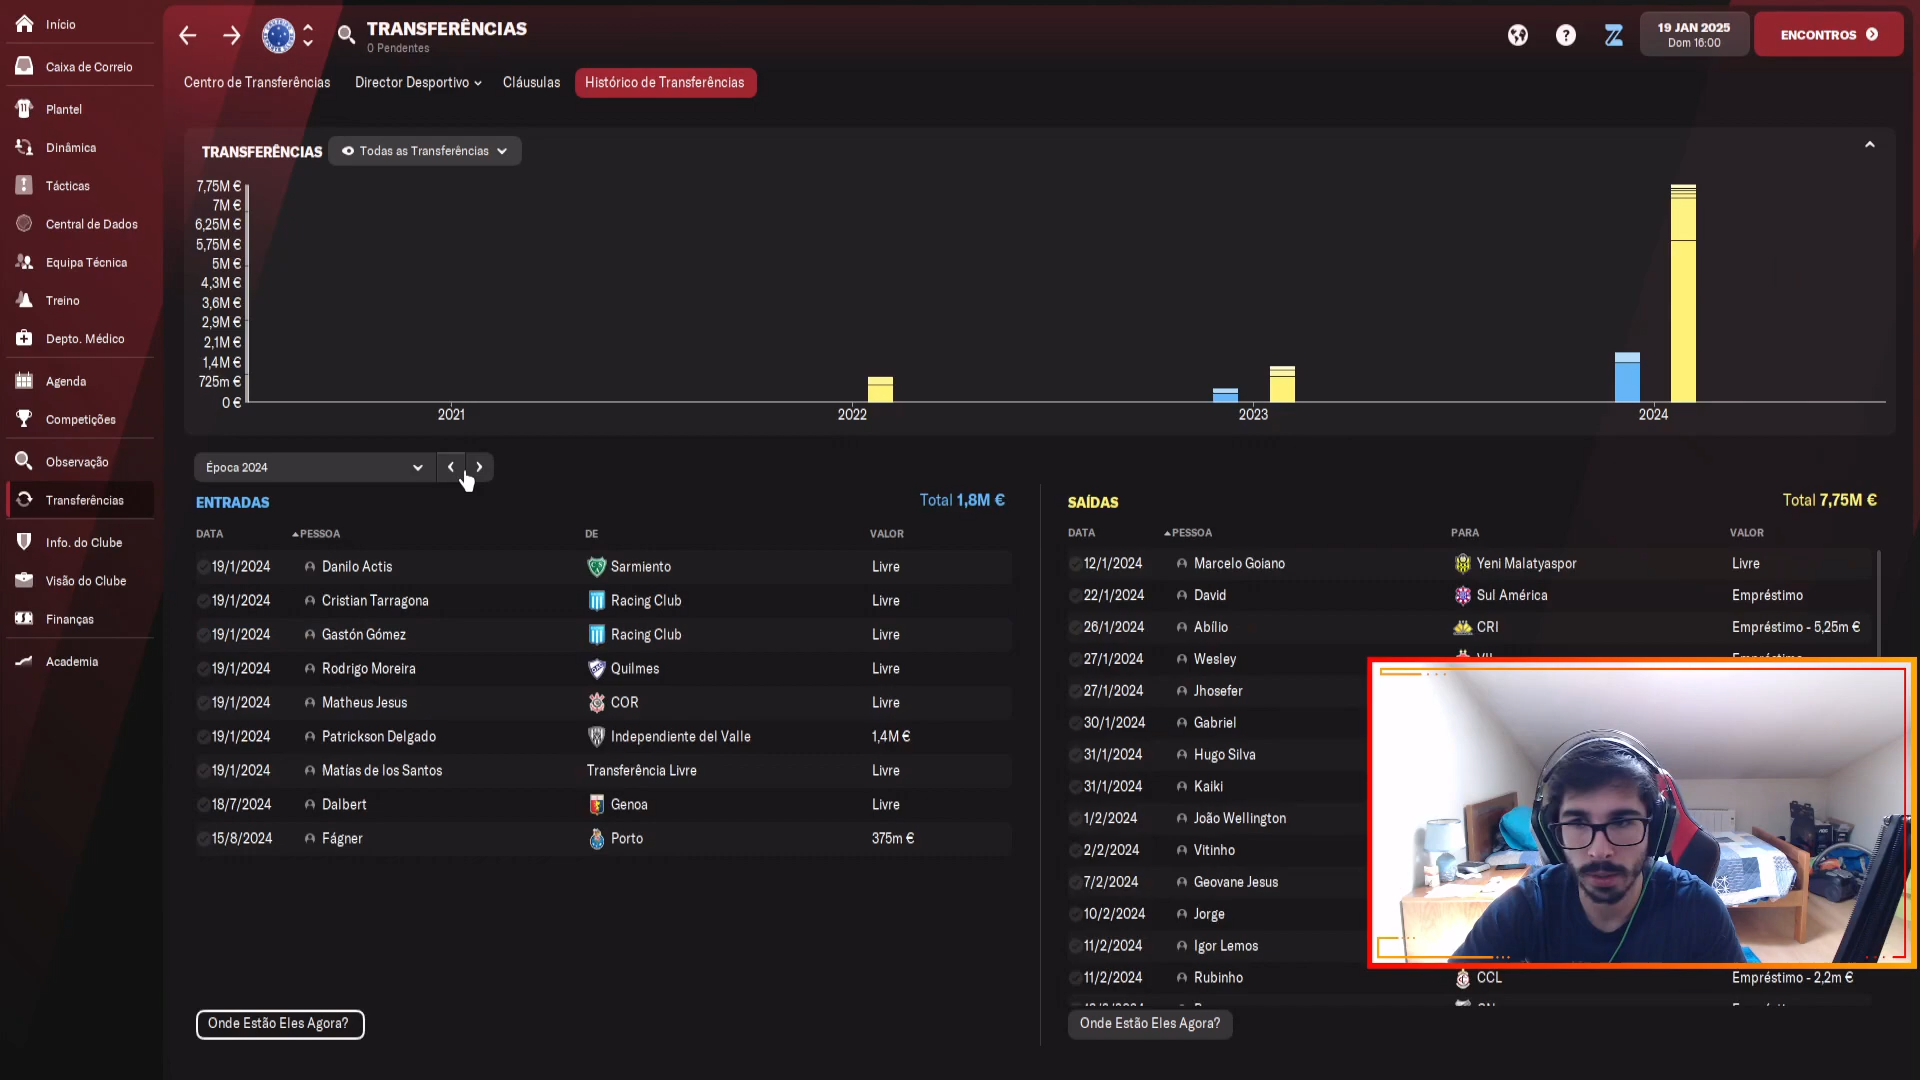 Início
Caixa de Correio
Plantel
Dinâmica
Tácticas
Central de Dados
Equipa Técnica
Treino
Depto. Médico
Agenda
Competições
Observação
Transferências
Info. do Clube
Visão do Clube
Finanças
Academia
TRANSFERÊNCIAS
0 Pendentes
19 JAN 2025
Dom 16:00
ENCONTROS
Centro de Transferências
Director Desportivo
Cláusulas
Histórico de Transferências
TRANSFERÊNCIAS
Todas as Transferências
7,75M €
7M €
6,25M €
5,75M €
5M €
4,3M €
3,6M €
2,9M €
2,1M €
1,4M €
725m €
0 €
2021
2022
2023
2024
Época 2024
ENTRADAS
Total 1,8M €
DATA PESSOA DE VALOR
19/1/2024 Danilo Actis Sarmiento Livre
19/1/2024 Cristian Tarragona Racing Club Livre
19/1/2024 Gastón Gómez Racing Club Livre
19/1/2024 Rodrigo Moreira Quilmes Livre
19/1/2024 Matheus Jesus COR Livre
19/1/2024 Patrickson Delgado Independiente del Valle 1,4M €
19/1/2024 Matías de los Santos Transferência Livre Livre
18/7/2024 Dalbert Genoa Livre
15/8/2024 Fágner Porto 375m €
Onde Estão Eles Agora?
SAÍDAS
Total 7,75M €
DATA PESSOA PARA VALOR
12/1/2024 Marcelo Goiano Yeni Malatyaspor Livre
22/1/2024 David Sul América Empréstimo
26/1/2024 Abílio CRI Empréstimo - 5,25m €
27/1/2024 Wesley
27/1/2024 Jhosefer
30/1/2024 Gabriel
31/1/2024 Hugo Silva
31/1/2024 Kaiki
1/2/2024 João Wellington
2/2/2024 Vitinho
7/2/2024 Geovane Jesus
10/2/2024 Jorge
11/2/2024 Igor Lemos
11/2/2024 Rubinho CCL Empréstimo - 2,2m €
Onde Estão Eles Agora?